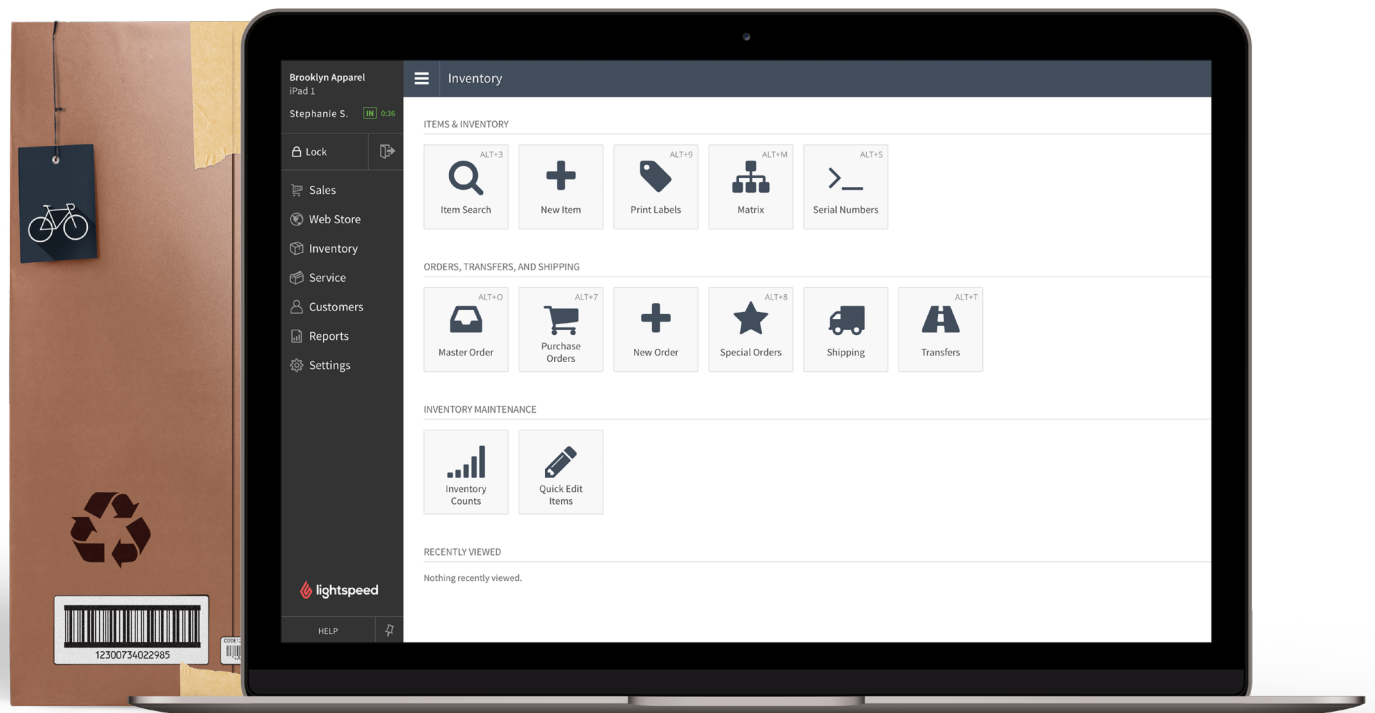 Brooklyn Apparel
iPad 1
Stephanie S. IN 0:36
Lock
Sales
Web Store
Inventory
Service
Customers
Reports
Settings
lightspeed
HELP
Inventory
ITEMS & INVENTORY
ALT+3
Item Search
New Item
ALT+9
Print Labels
ALT+M
Matrix
ALT+S
Serial Numbers
ORDERS, TRANSFERS, AND SHIPPING
ALT+O
Master Order
ALT+7
Purchase
Orders
New Order
ALT+8
Special Orders
Shipping
ALT+T
Transfers
INVENTORY MAINTENANCE
Inventory
Counts
Quick Edit
Items
RECENTLY VIEWED
Nothing recently viewed.
12300734022985